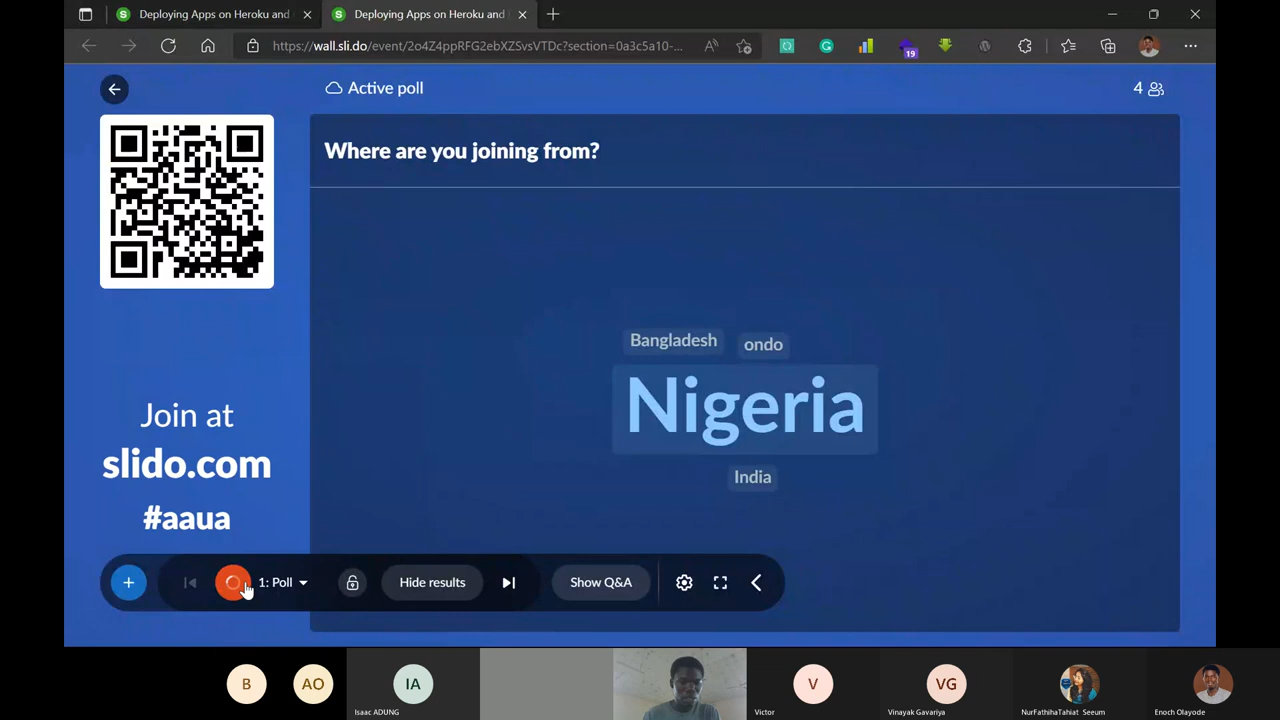 Deploying Apps on Heroku and
Deploying Apps on Heroku and
https://wall.sli.do/event/2o4Z4ppRFG2ebXZSvsVTDc?section=0a3c5a10-...
19
Active poll
4
Where are you joining from?
Bangladesh
ondo
Nigeria
India
Join at
slido.com
#aaua
1: Poll
Hide results
Show Q&A
B
AO
IA
V
VG
Isaac ADUNG
Victor
Vinayak Gavariya
NurFathihaTahiat Seeum
Enoch Olayode